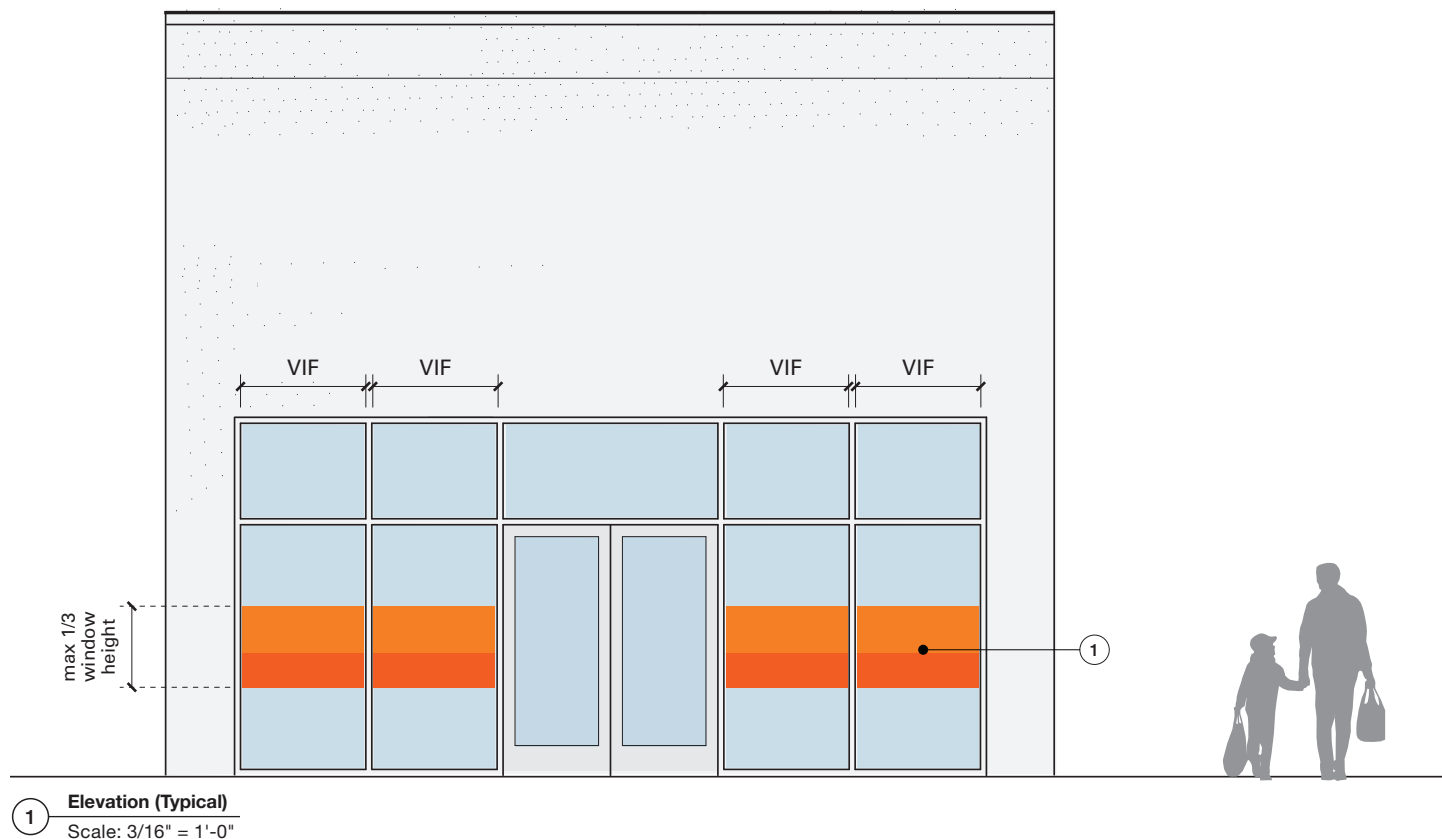 VIF
VIF
VIF
VIF
max 1/3
window
height
1
1
Elevation (Typical)
Scale: 3/16" = 1'-0"